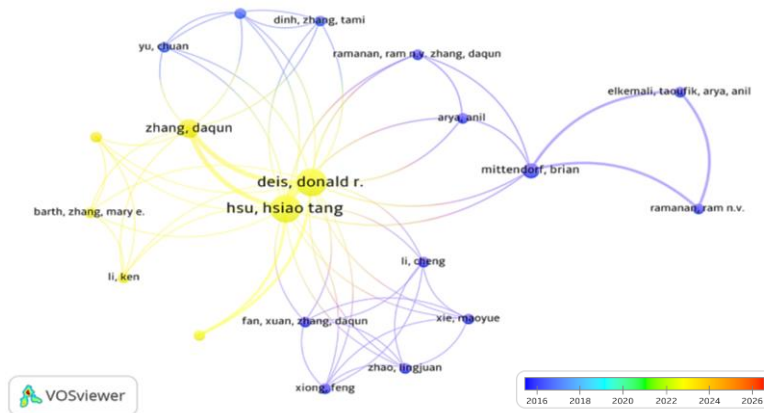 dinh, zhang, tami
yu, chuan
ramanan, ram n.v. zhang, daqun
elkemali, taoufik, arya, anil
arya, anil
zhang, daqun
mittendorf, brian
deis, donald r.
hsu, hsiao tang
barth, zhang, mary e.
ramanan, ram n.v.
li, cheng
li, ken
fan, xuan, zhang, daqun
xie, maoyue
zhao, lingjuan
xiong, feng
VOSviewer
2016 2018 2020 2022 2024 2026